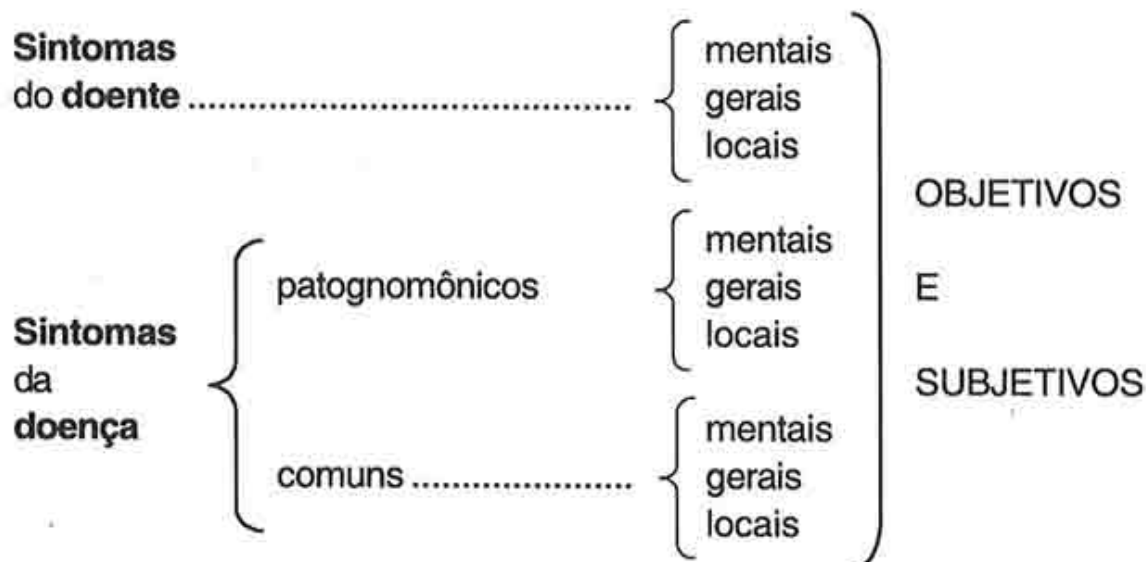 Sintomas
do doente ........................................
mentais
gerais
locais
Sintomas
da
doença
patognomônicos
mentais
gerais
locais
comuns ....................
mentais
gerais
locais
OBJETIVOS
E
SUBJETIVOS